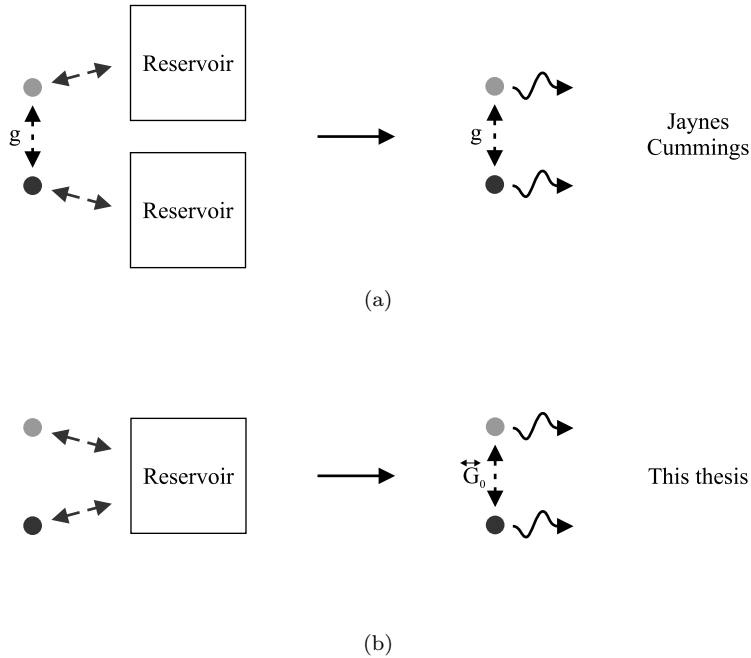 Reservoir
g
Reservoir
g
Jaynes
Cummings
(a)
Reservoir
G₀
This thesis
(b)